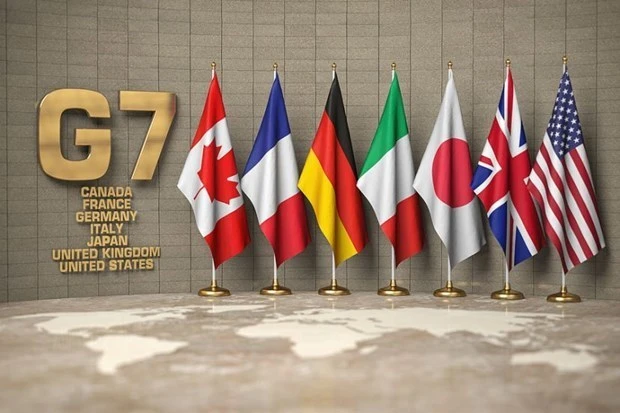 G7
CANADA
FRANCE
GERMANY
ITALY
JAPAN
UNITED KINGDOM
UNITED STATES